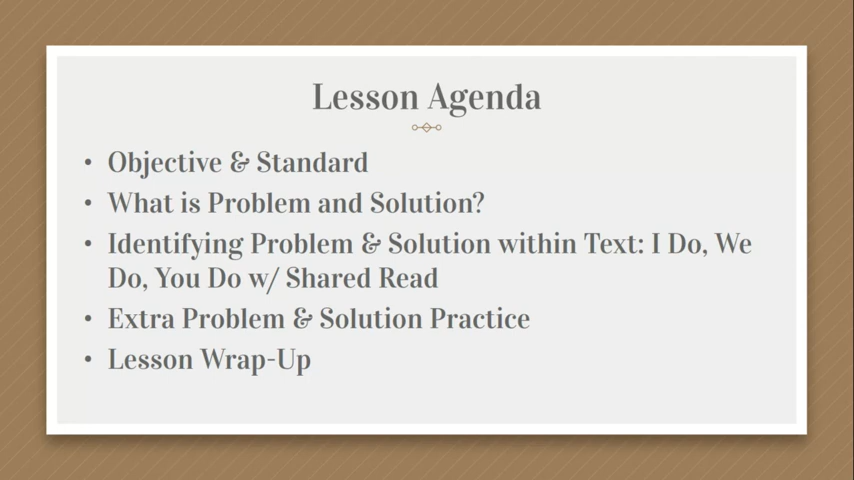 Lesson Agenda
• Objective & Standard
• What is Problem and Solution?
• Identifying Problem & Solution within Text: I Do, We
Do, You Do w/ Shared Read
• Extra Problem & Solution Practice
• Lesson Wrap-Up